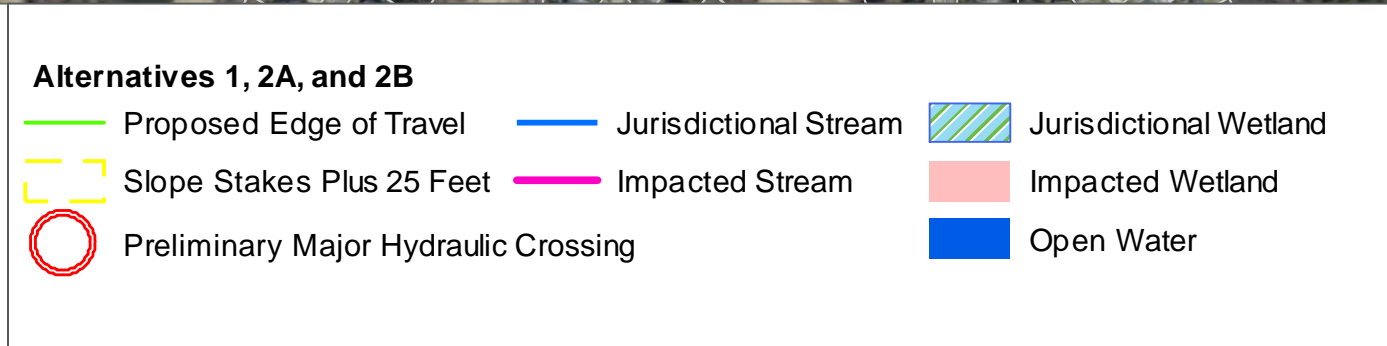 Alternatives 1, 2A, and 2B
Proposed Edge of Travel
Jurisdictional Stream
Jurisdictional Wetland
Slope Stakes Plus 25 Feet
Impacted Stream
Impacted Wetland
Preliminary Major Hydraulic Crossing
Open Water